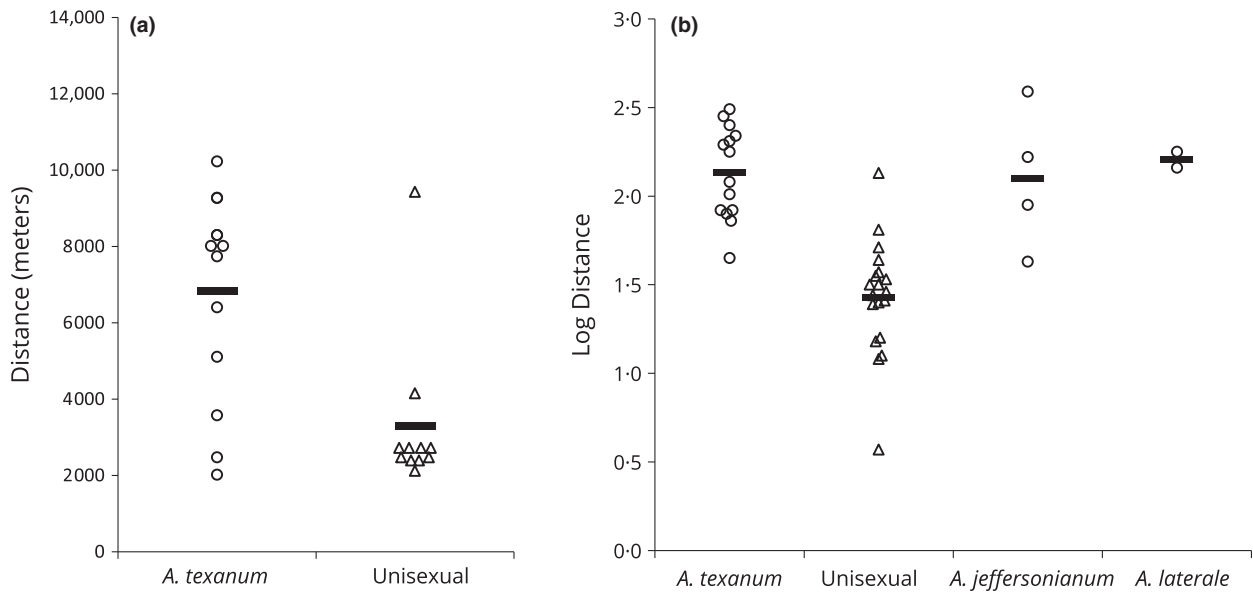 (a)
14,000
12,000
10,000
8000
6000
4000
2000
0
Distance (meters)
A. texanum
Unisexual
(b)
3·0
2·5
2·0
1·5
1·0
0·5
0·0
Log Distance
A. texanum
Unisexual
A. jeffersonianum
A. laterale